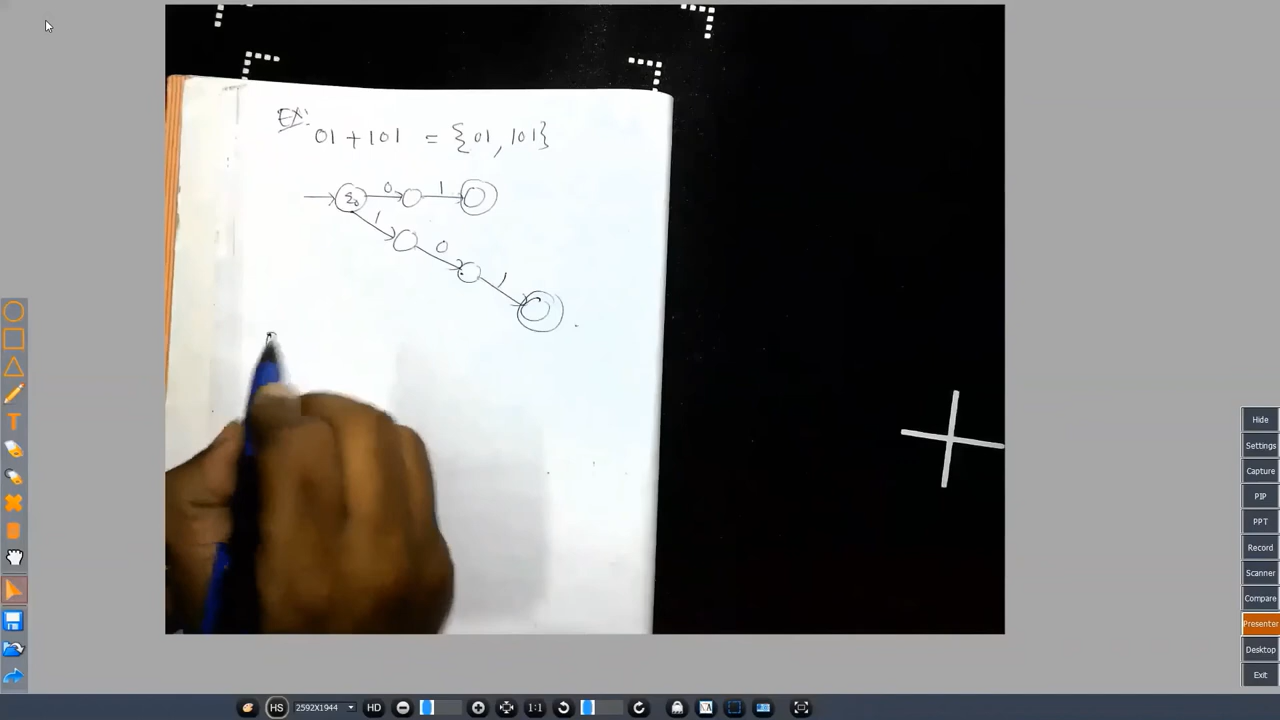 Ex:
01 + 101 = {01, 101}
q0 0 1
1 0 1
Hide
Settings
Capture
PIP
PPT
Record
Scanner
Compare
Presenter
Desktop
Exit
T
HS 2592X1944 HD 1:1